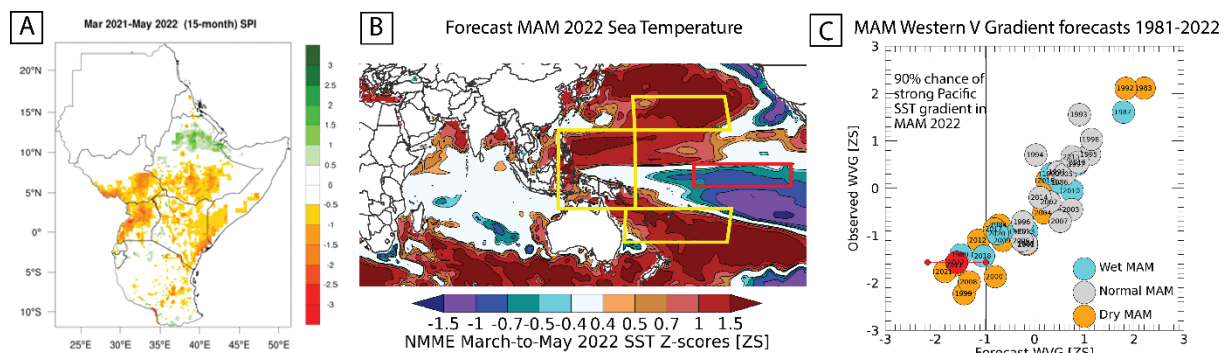 A
Mar 2021-May 2022 (15-month) SPI
20°N
15°N
10°N
5°N
0°
5°S
10°S
25°E 30°E 35°E 40°E 45°E 50°E
3
2.5
2
1.5
1
0.5
0
-0.5
-1
-1.5
-2
-2.5
-3
B
Forecast MAM 2022 Sea Temperature
-1.5 -1 -0.7 -0.5 -0.4 0.4 0.5 0.7 1 1.5
NMME March-to-May 2022 SST Z-scores [ZS]
C
MAM Western V Gradient forecasts 1981-2022
90% chance of
strong Pacific
SST gradient in
MAM 2022
Observed WVG [ZS]
3
2
1
0
-1
-2
-3
1992 1983
1987
1993
1998
1994
2010
2003
2007
1996
2012
2018
2021
2008
2000
1999
Wet MAM
Normal MAM
Dry MAM
-3 -2 -1 0 1 2 3
Forecast WVG [ZS]